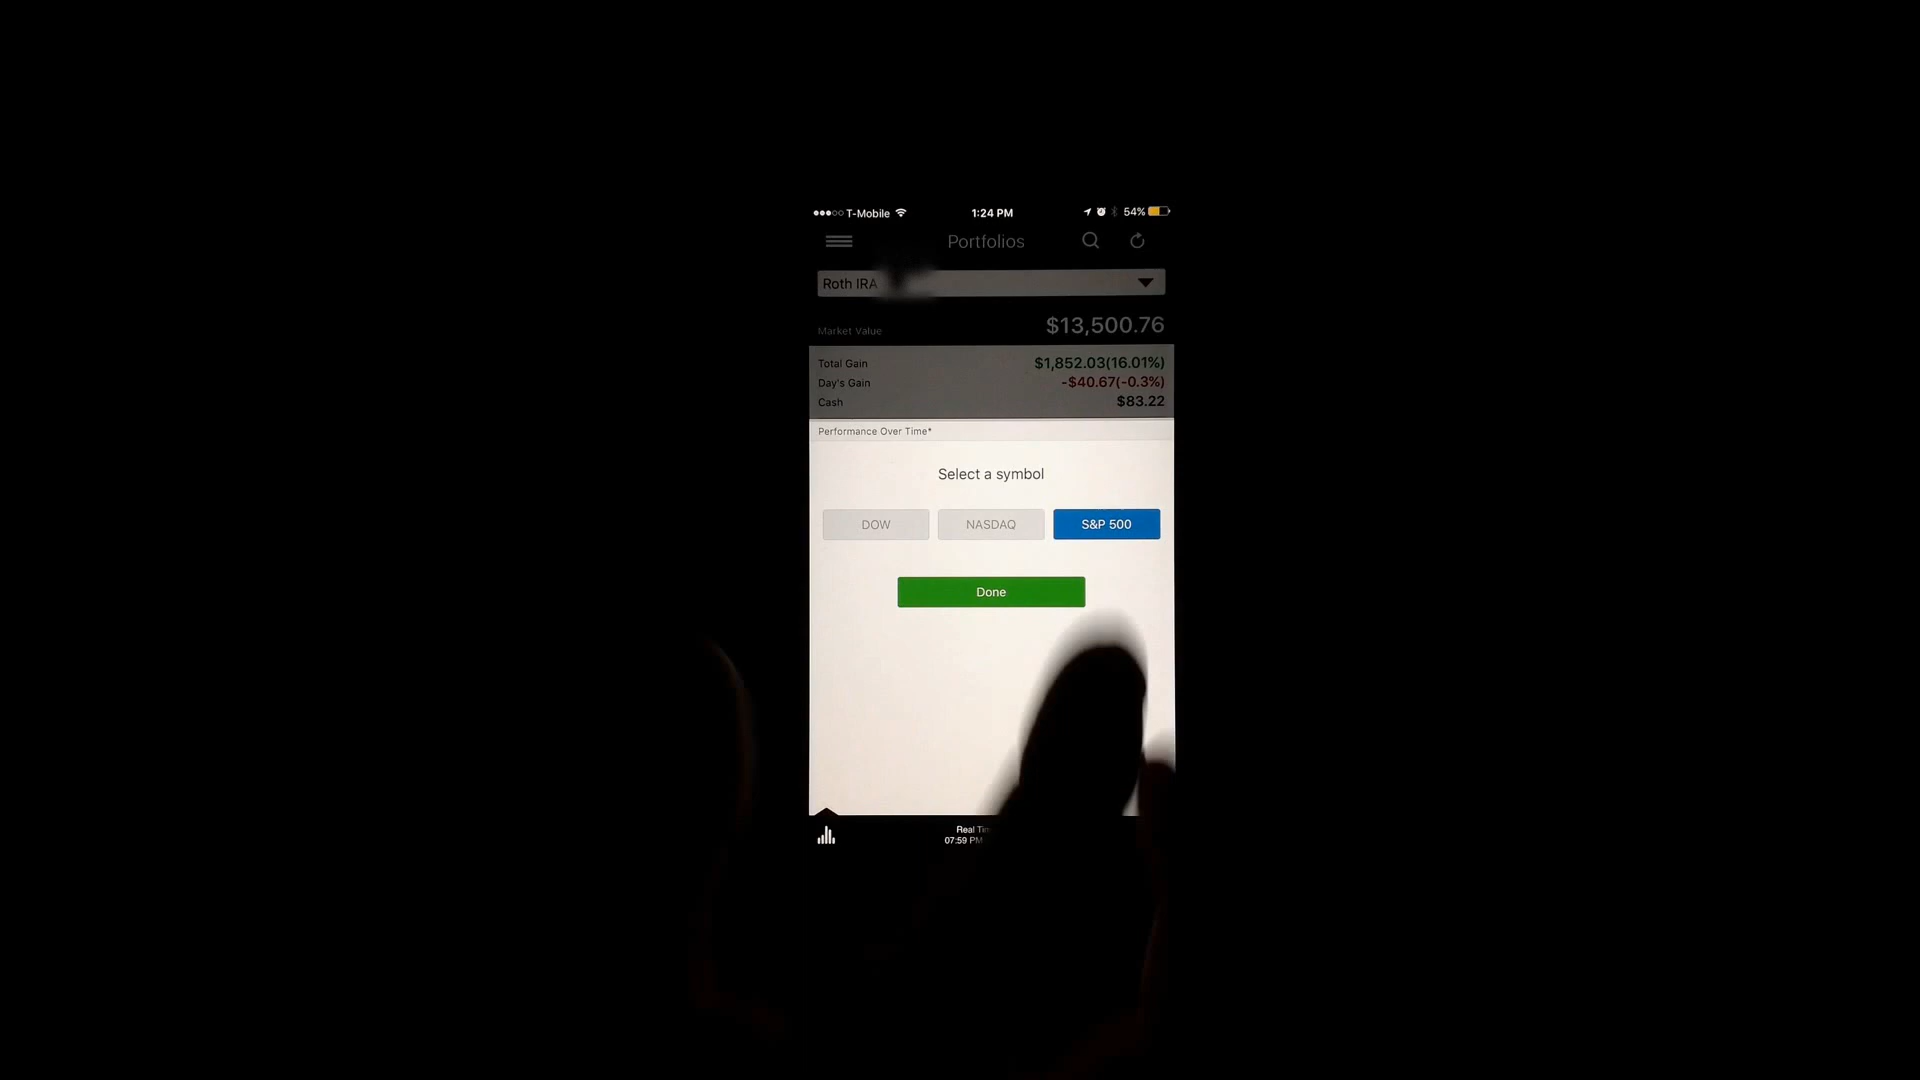 T-Mobile 1:24 PM 54%
Portfolios
Roth IRA
Market Value $13,500.76
Total Gain $1,852.03(16.01%)
Day's Gain -$40.67(-0.3%)
Cash $83.22
Performance Over Time*
Select a symbol
DOW NASDAQ S&P 500
Done
Real
07:59 PM